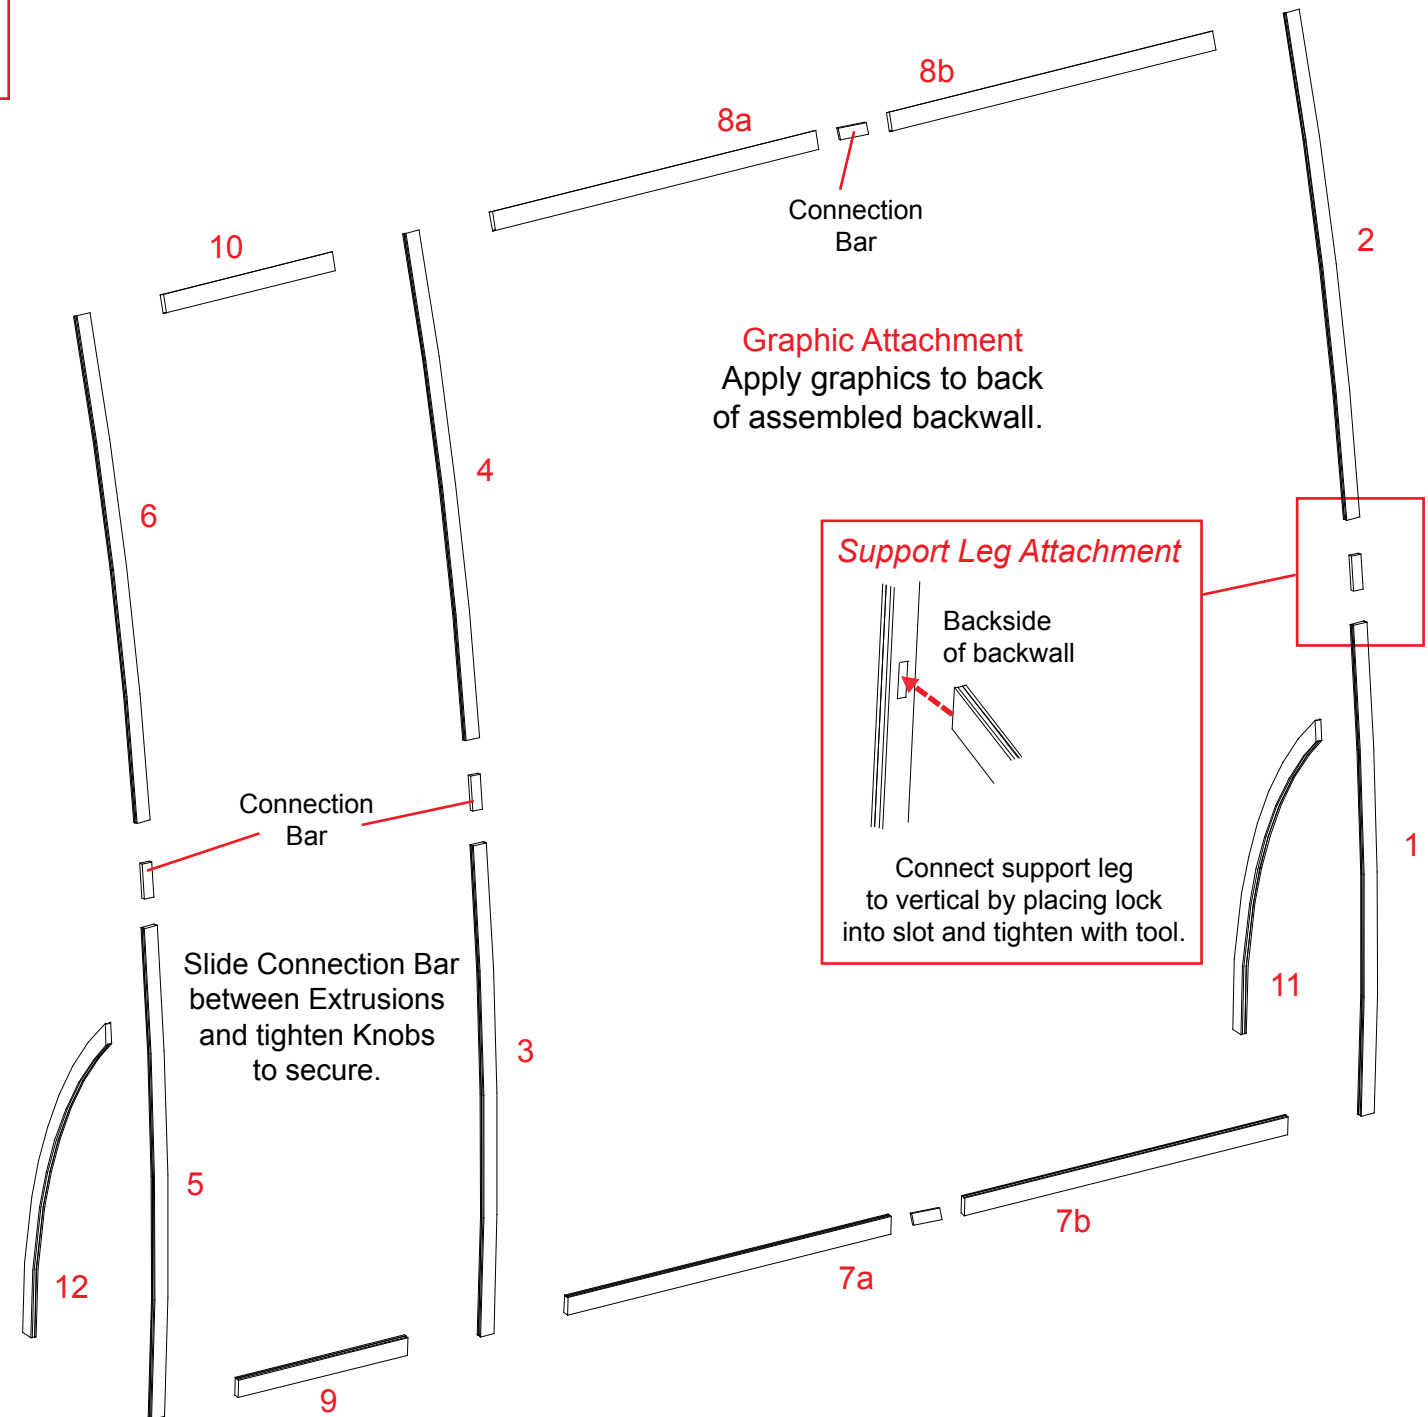 8b
8a
Connection
Bar
10
2
Graphic Attachment
Apply graphics to back
of assembled backwall.
4
6
Support Leg Attachment
Backside
of backwall
Connect support leg
to vertical by placing lock
into slot and tighten with tool.
Connection
Bar
1
Slide Connection Bar
between Extrusions
and tighten Knobs
to secure.
11
3
5
7b
7a
12
9